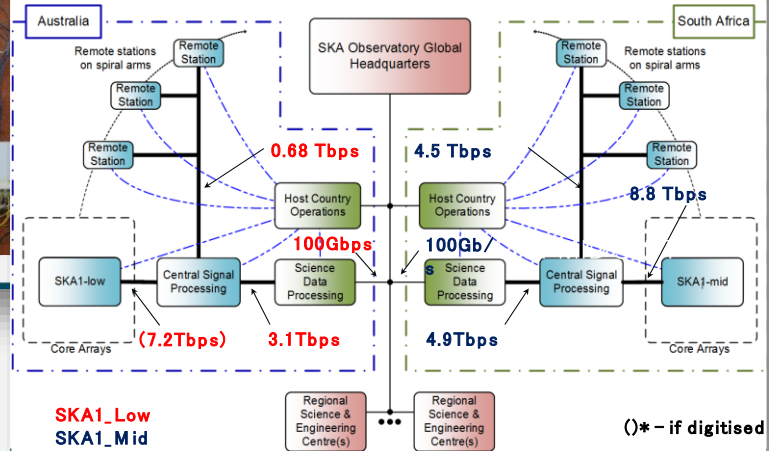 Australia
South Africa
SKA Observatory Global
Headquarters
Remote stations
on spiral arms
Remote
Station
Remote
Station
Remote
Station
Remote
Station
Remote stations
on spiral arms
Remote
Station
Remote
Station
0.68 Tbps
4.5 Tbps
8.8 Tbps
Host Country
Operations
Host Country
Operations
100Gbps
100Gb/
s
SKA1-low
Central Signal
Processing
Science
Data
Processing
Science
Data
Processing
Central Signal
Processing
SKA1-mid
(7.2Tbps)
3.1Tbps
4.9Tbps
Core Arrays
Core Arrays
Regional
Science &
Engineering
Centre(s)
Regional
Science &
Engineering
Centre(s)
SKA1_Low
SKA1_Mid
()* - if digitised